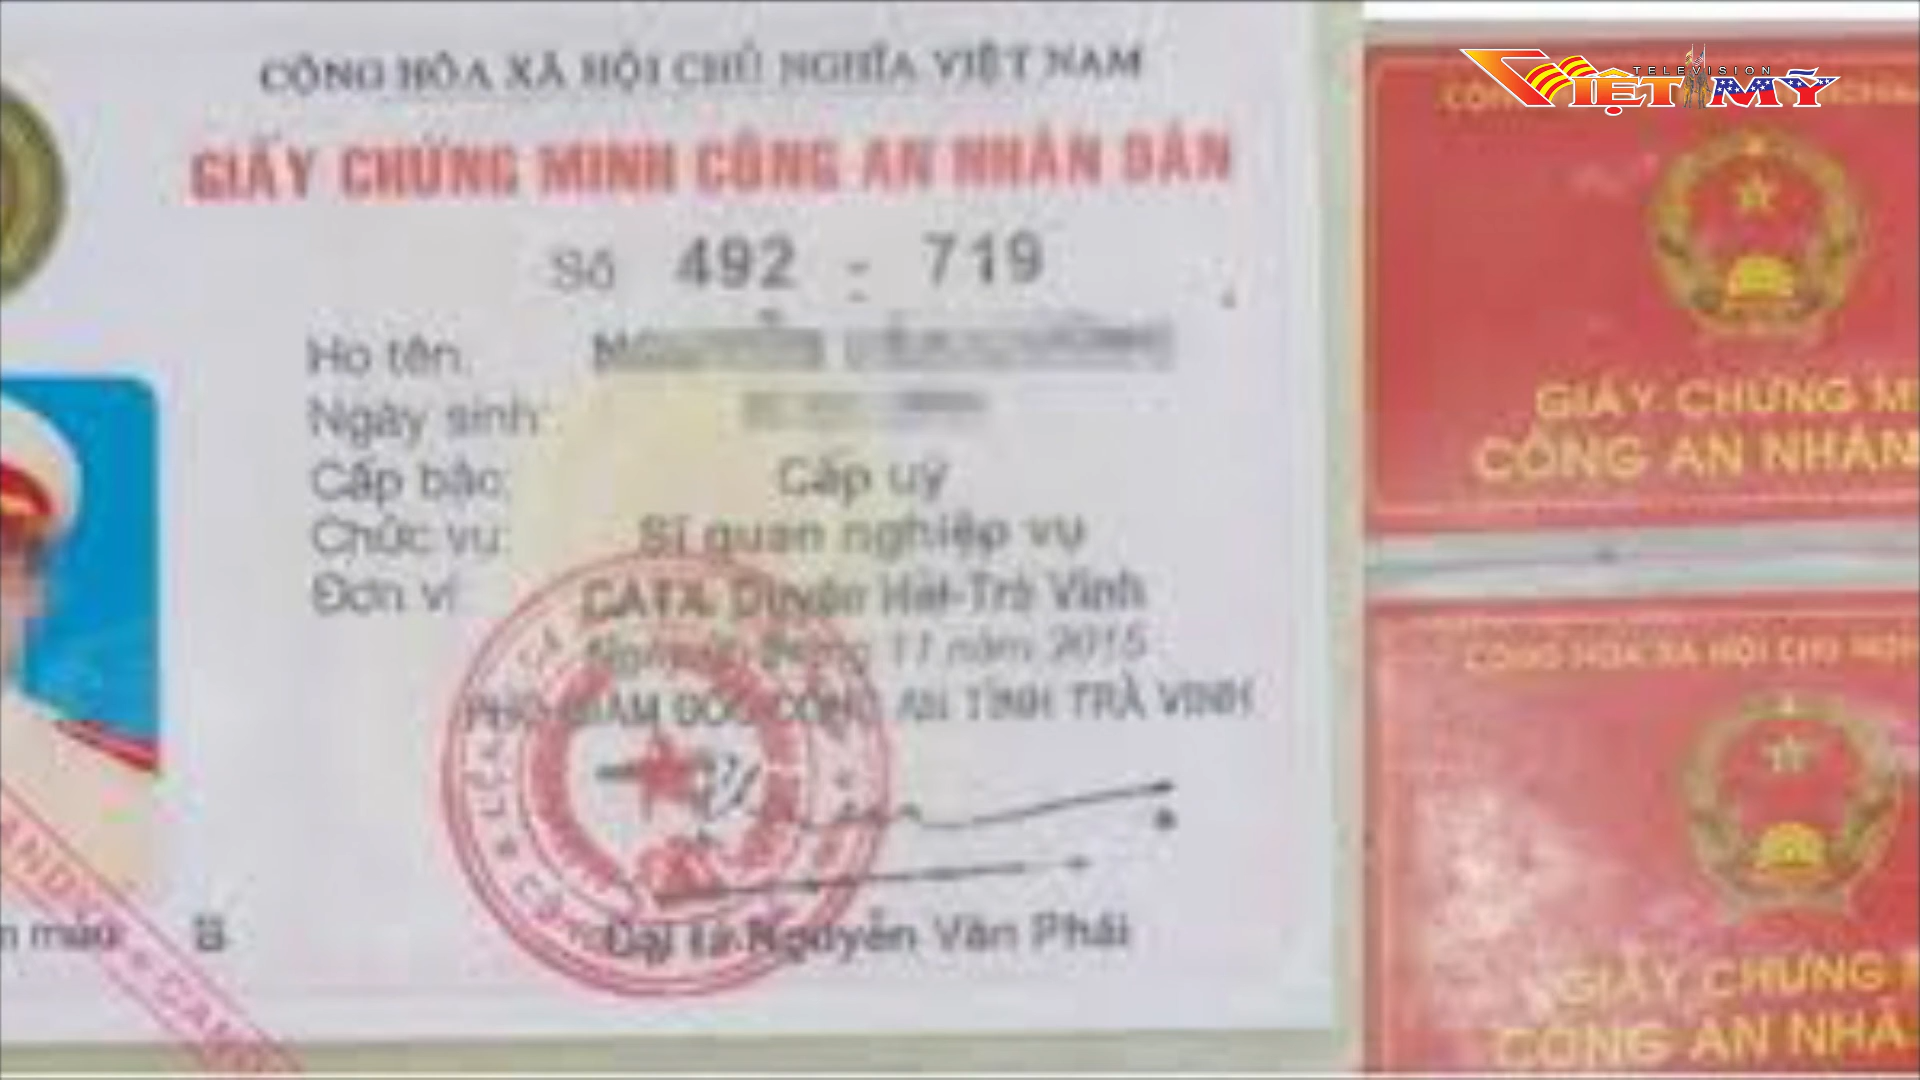 CỘNG HÒA XÃ HỘI CHỦ NGHĨA VIỆT NAM
GIẤY CHỨNG MINH CÔNG AN NHÂN DÂN
Số 492 - 719
Họ tên:
Ngày sinh:
Cấp bậc: Cấp uý
Chức vụ: Sĩ quan nghiệp vụ
Đơn vị: CATX. Duyên Hải-Trà Vinh
11 năm 2015
PHÓ GIÁM ĐỐC CÔNG AN TỈNH TRÀ VINH
Đại tá Nguyễn Văn Phải
máu: B
CAND
TELEVISION
VIỆT MỸ
GIẤY CHỨNG M
CÔNG AN NHÂN
CỘNG HÒA XÃ HỘI CHỦ NGH
GIẤY CHỨNG
CÔNG AN NHÂ